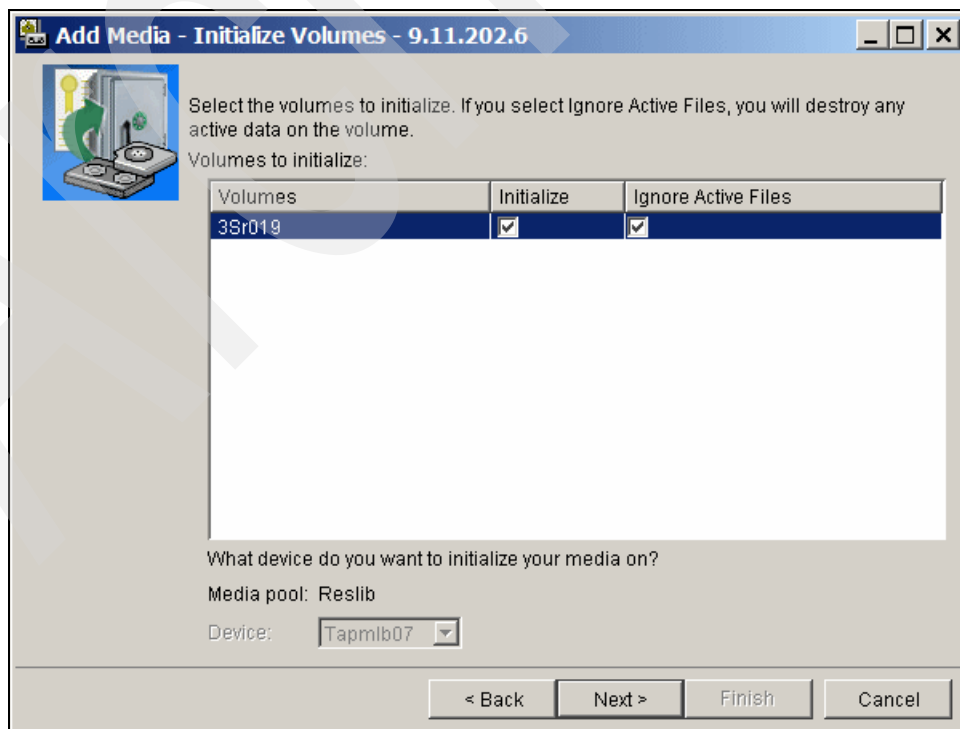 Add Media - Initialize Volumes - 9.11.202.6
Select the volumes to initialize. If you select Ignore Active Files, you will destroy any
active data on the volume.
Volumes to initialize:
Volumes Initialize Ignore Active Files
3Sr019
What device do you want to initialize your media on?
Media pool: Reslib
Device: Tapmlb07
< Back Next > Finish Cancel